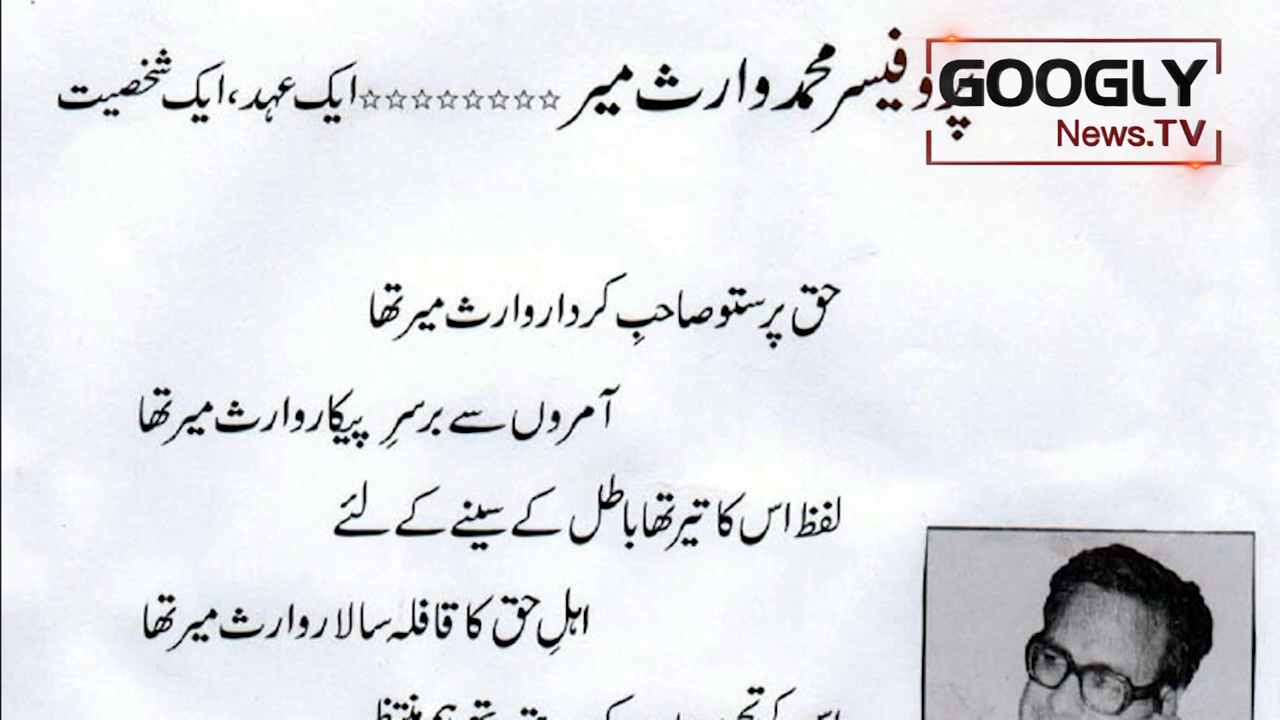 پروفیسر محمد وارث میر ☆☆☆☆☆☆☆☆☆ ایک عہد، ایک شخصیت
GOOGLY
News.TV
حق پرستو صاحبِ کردار وارث میر تھا
آمروں سے برسرِ پیکار وارث میر تھا
لفظ اس کا تیر تھا باطل کے سینے کے لئے
اہلِ حق کا قافلہ سالار وارث میر تھا